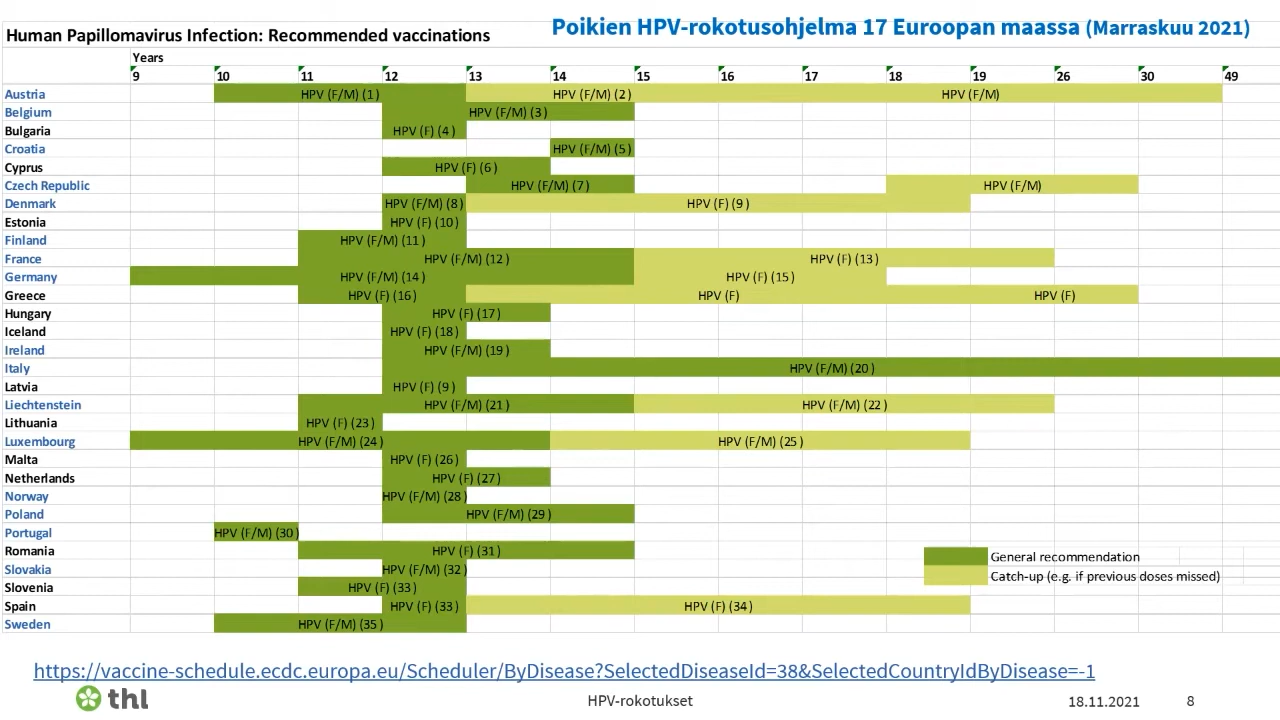 Poikien HPV-rokotusohjelma 17 Euroopan maassa (Marraskuu 2021)
Human Papillomavirus Infection: Recommended vaccinations
Years
9 10 11 12 13 14 15 16 17 18 19 26 30 49
Austria HPV (F/M) (1) HPV (F/M) (2) HPV (F/M)
Belgium HPV (F/M) (3)
Bulgaria HPV (F) (4)
Croatia HPV (F/M) (5)
Cyprus HPV (F) (6)
Czech Republic HPV (F/M) (7) HPV (F/M)
Denmark HPV (F/M) (8) HPV (F) (9)
Estonia HPV (F) (10)
Finland HPV (F/M) (11)
France HPV (F/M) (12) HPV (F) (13)
Germany HPV (F/M) (14) HPV (F) (15)
Greece HPV (F) (16) HPV (F) HPV (F)
Hungary HPV (F) (17)
Iceland HPV (F) (18)
Ireland HPV (F/M) (19)
Italy HPV (F/M) (20)
Latvia HPV (F) (9)
Liechtenstein HPV (F/M) (21) HPV (F/M) (22)
Lithuania HPV (F) (23)
Luxembourg HPV (F/M) (24) HPV (F/M) (25)
Malta HPV (F) (26)
Netherlands HPV (F) (27)
Norway HPV (F/M) (28)
Poland HPV (F/M) (29)
Portugal HPV (F/M) (30)
Romania HPV (F) (31)
Slovakia HPV (F/M) (32)
Slovenia HPV (F) (33)
Spain HPV (F) (33) HPV (F) (34)
Sweden HPV (F/M) (35)
General recommendation
Catch-up (e.g. if previous doses missed)
https://vaccine-schedule.ecdc.europa.eu/Scheduler/ByDisease?SelectedDiseaseId=38&SelectedCountryIdByDisease=-1
thl HPV-rokotukset 18.11.2021 8